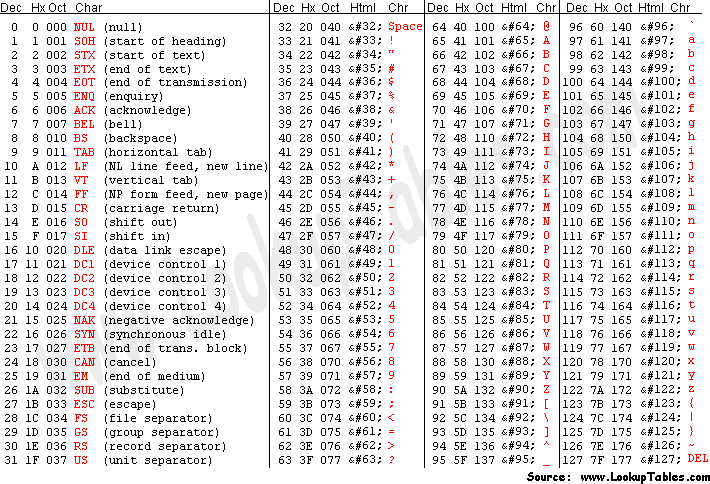 Dec Hx Oct Char Dec Hx Oct Html Chr Dec Hx Oct Html Chr Dec Hx Oct Html Chr
0 0 000 NUL (null) 32 20 040 &#32; Space 64 40 100 &#64; @ 96 60 140 &#96; `
1 1 001 SOH (start of heading) 33 21 041 &#33; ! 65 41 101 &#65; A 97 61 141 &#97; a
2 2 002 STX (start of text) 34 22 042 &#34; " 66 42 102 &#66; B 98 62 142 &#98; b
3 3 003 ETX (end of text) 35 23 043 &#35; # 67 43 103 &#67; C 99 63 143 &#99; c
4 4 004 EOT (end of transmission) 36 24 044 &#36; $ 68 44 104 &#68; D 100 64 144 &#100; d
5 5 005 ENQ (enquiry) 37 25 045 &#37; % 69 45 105 &#69; E 101 65 145 &#101; e
6 6 006 ACK (acknowledge) 38 26 046 &#38; & 70 46 106 &#70; F 102 66 146 &#102; f
7 7 007 BEL (bell) 39 27 047 &#39; ' 71 47 107 &#71; G 103 67 147 &#103; g
8 8 010 BS (backspace) 40 28 050 &#40; ( 72 48 110 &#72; H 104 68 150 &#104; h
9 9 011 TAB (horizontal tab) 41 29 051 &#41; ) 73 49 111 &#73; I 105 69 151 &#105; i
10 A 012 LF (NL line feed, new line) 42 2A 052 &#42; * 74 4A 112 &#74; J 106 6A 152 &#106; j
11 B 013 VT (vertical tab) 43 2B 053 &#43; + 75 4B 113 &#75; K 107 6B 153 &#107; k
12 C 014 FF (NP form feed, new page) 44 2C 054 &#44; , 76 4C 114 &#76; L 108 6C 154 &#108; l
13 D 015 CR (carriage return) 45 2D 055 &#45; - 77 4D 115 &#77; M 109 6D 155 &#109; m
14 E 016 SO (shift out) 46 2E 056 &#46; . 78 4E 116 &#78; N 110 6E 156 &#110; n
15 F 017 SI (shift in) 47 2F 057 &#47; / 79 4F 117 &#79; O 111 6F 157 &#111; o
16 10 020 DLE (data link escape) 48 30 060 &#48; 0 80 50 120 &#80; P 112 70 160 &#112; p
17 11 021 DC1 (device control 1) 49 31 061 &#49; 1 81 51 121 &#81; Q 113 71 161 &#113; q
18 12 022 DC2 (device control 2) 50 32 062 &#50; 2 82 52 122 &#82; R 114 72 162 &#114; r
19 13 023 DC3 (device control 3) 51 33 063 &#51; 3 83 53 123 &#83; S 115 73 163 &#115; s
20 14 024 DC4 (device control 4) 52 34 064 &#52; 4 84 54 124 &#84; T 116 74 164 &#116; t
21 15 025 NAK (negative acknowledge) 53 35 065 &#53; 5 85 55 125 &#85; U 117 75 165 &#117; u
22 16 026 SYN (synchronous idle) 54 36 066 &#54; 6 86 56 126 &#86; V 118 76 166 &#118; v
23 17 027 ETB (end of trans. block) 55 37 067 &#55; 7 87 57 127 &#87; W 119 77 167 &#119; w
24 18 030 CAN (cancel) 56 38 070 &#56; 8 88 58 130 &#88; X 120 78 170 &#120; x
25 19 031 EM (end of medium) 57 39 071 &#57; 9 89 59 131 &#89; Y 121 79 171 &#121; y
26 1A 032 SUB (substitute) 58 3A 072 &#58; : 90 5A 132 &#90; Z 122 7A 172 &#122; z
27 1B 033 ESC (escape) 59 3B 073 &#59; ; 91 5B 133 &#91; [ 123 7B 173 &#123; {
28 1C 034 FS (file separator) 60 3C 074 &#60; < 92 5C 134 &#92; \ 124 7C 174 &#124; |
29 1D 035 GS (group separator) 61 3D 075 &#61; = 93 5D 135 &#93; ] 125 7D 175 &#125; }
30 1E 036 RS (record separator) 62 3E 076 &#62; > 94 5E 136 &#94; ^ 126 7E 176 &#126; ~
31 1F 037 US (unit separator) 63 3F 077 &#63; ? 95 5F 137 &#95; _ 127 7F 177 &#127; DEL
Source: www.LookupTables.com